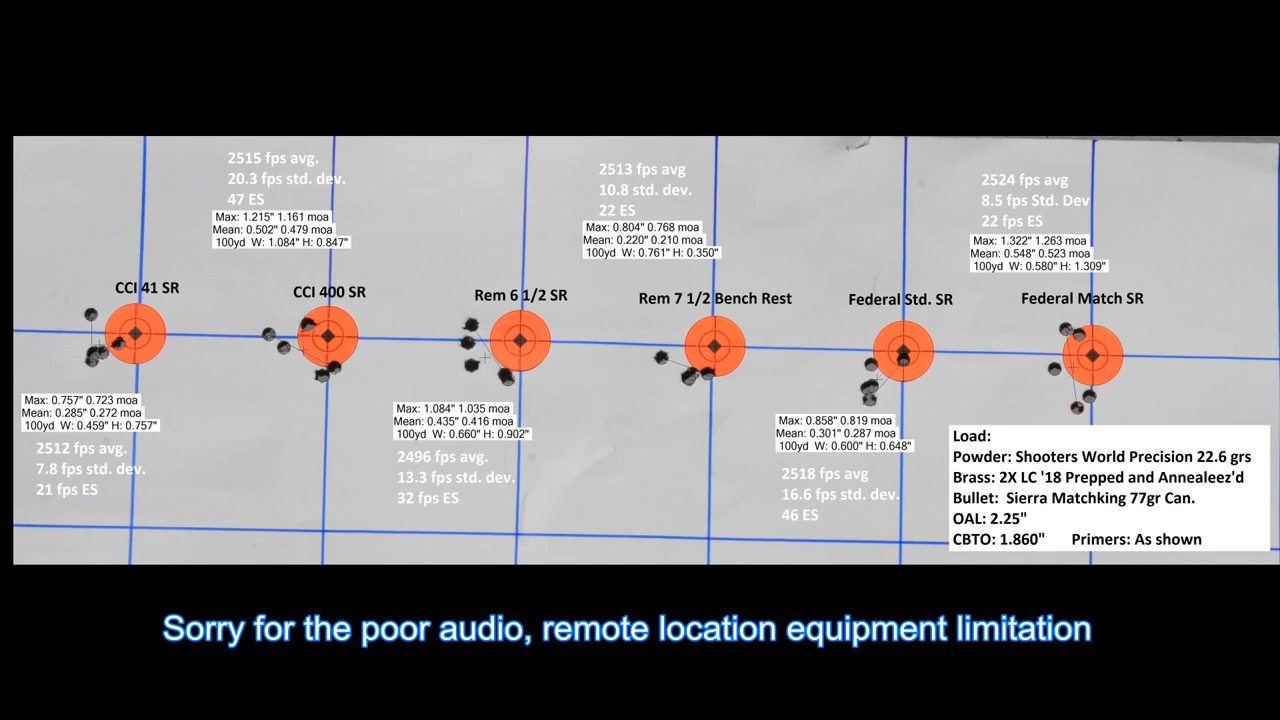 2515 fps avg.
20.3 fps std. dev.
47 ES
Max: 1.215" 1.161 moa
Mean: 0.502" 0.479 moa
100yd W: 1.084" H: 0.847"
2513 fps avg
10.8 std. dev.
22 ES
Max: 0.804" 0.768 moa
Mean: 0.220" 0.210 moa
100yd W: 0.761" H: 0.350"
2524 fps avg
8.5 fps Std. Dev
22 fps ES
Max: 1.322" 1.263 moa
Mean: 0.548" 0.523 moa
100yd W: 0.580" H: 1.309"
CCI 41 SR
CCI 400 SR
Rem 6 1/2 SR
Rem 7 1/2 Bench Rest
Federal Std. SR
Federal Match SR
Max: 0.757" 0.723 moa
Mean: 0.285" 0.272 moa
100yd W: 0.459" H: 0.757"
2512 fps avg.
7.8 fps std. dev.
21 fps ES
Max: 1.084" 1.035 moa
Mean: 0.435" 0.416 moa
100yd W: 0.660" H: 0.902"
2496 fps avg.
13.3 fps std. dev.
32 fps ES
Max: 0.858" 0.819 moa
Mean: 0.301" 0.287 moa
100yd W: 0.600" H: 0.648"
2518 fps avg
16.6 fps std. dev.
46 ES
Load:
Powder: Shooters World Precision 22.6 grs
Brass: 2X LC '18 Prepped and Annealeez'd
Bullet: Sierra Matchking 77gr Can.
OAL: 2.25"
CBTO: 1.860" Primers: As shown
Sorry for the poor audio, remote location equipment limitation